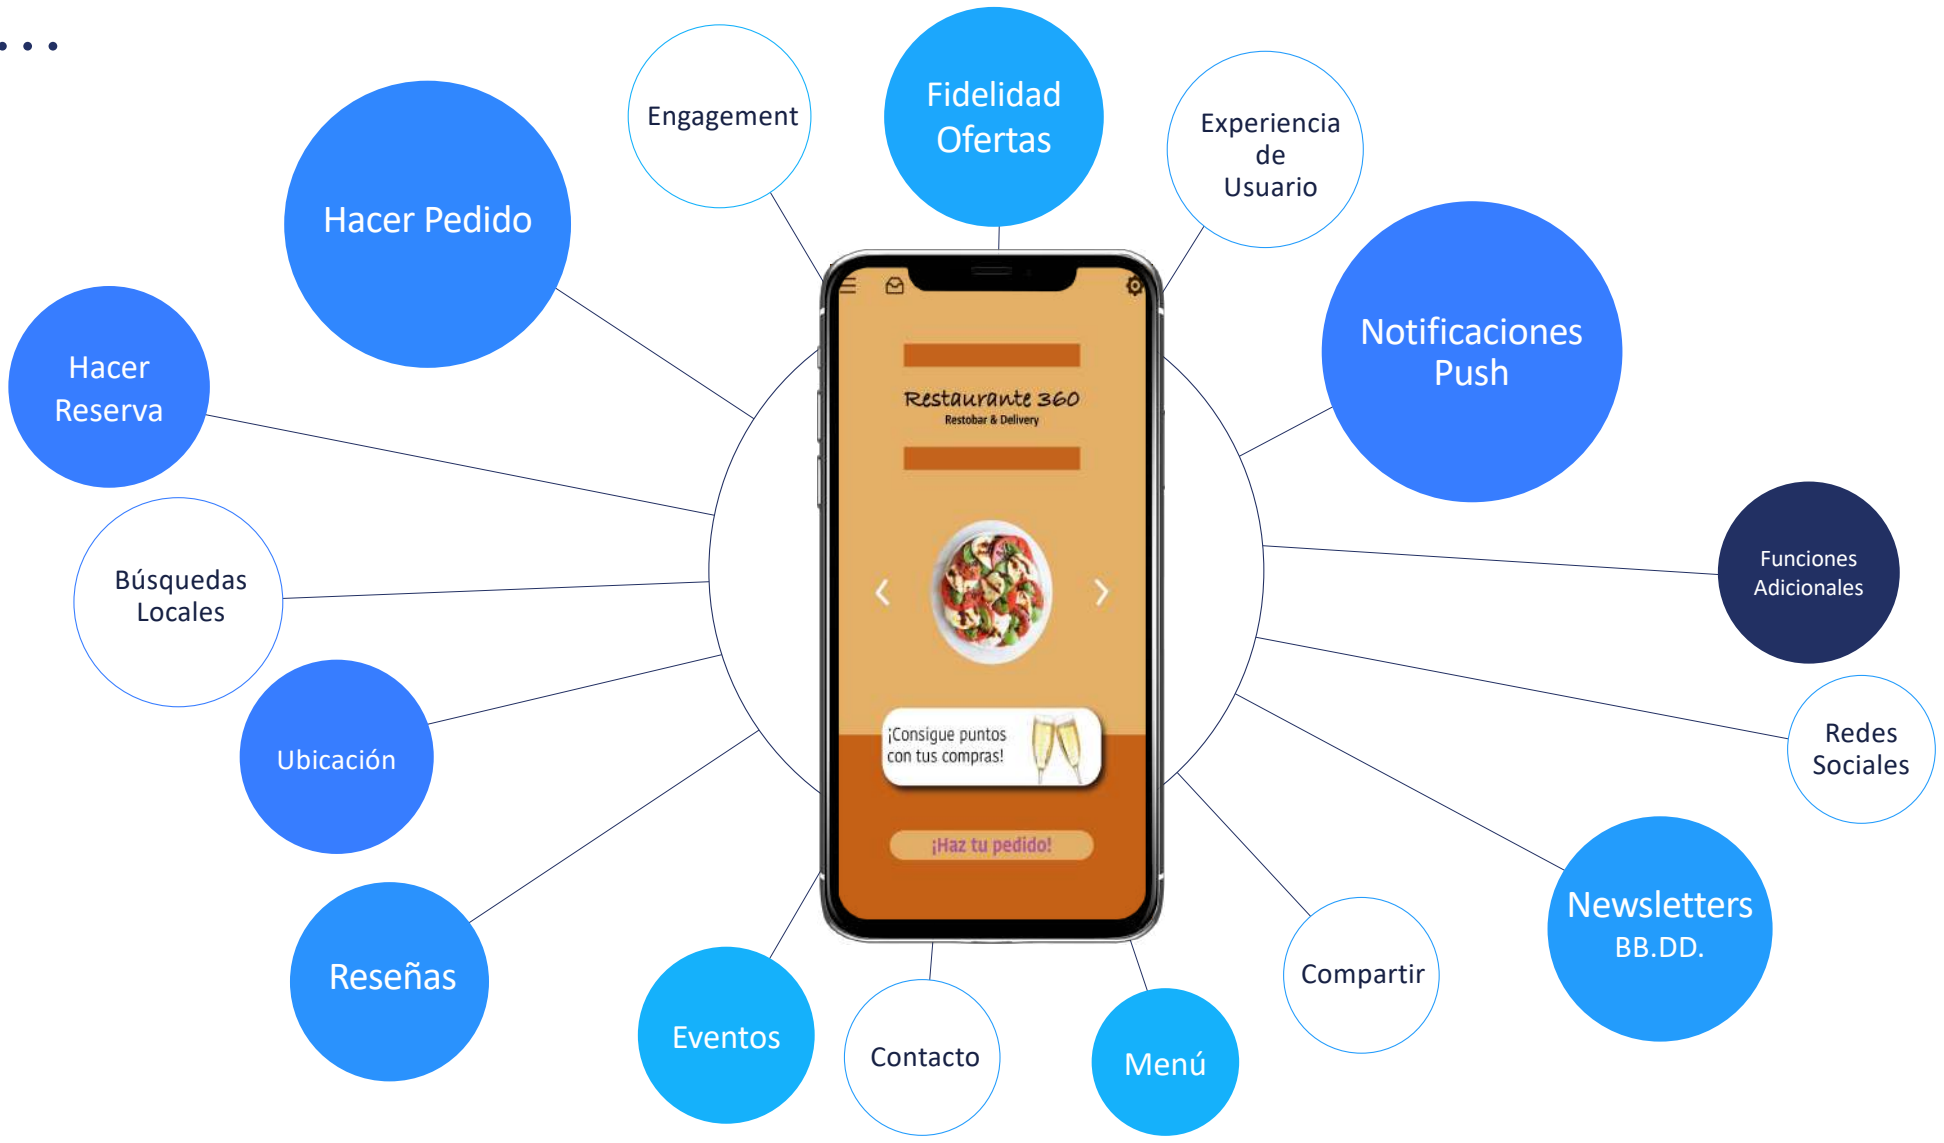 Engagement
Fidelidad
Ofertas
Experiencia
de
Usuario
Hacer Pedido
Notificaciones
Push
Hacer
Reserva
Restaurante 360
Restobar & Delivery
Búsquedas
Locales
Funciones
Adicionales
Ubicación
¡Consigue puntos
con tus compras!
Redes
Sociales
¡Haz tu pedido!
Newsletters
BB.DD.
Reseñas
Compartir
Eventos
Contacto
Menú